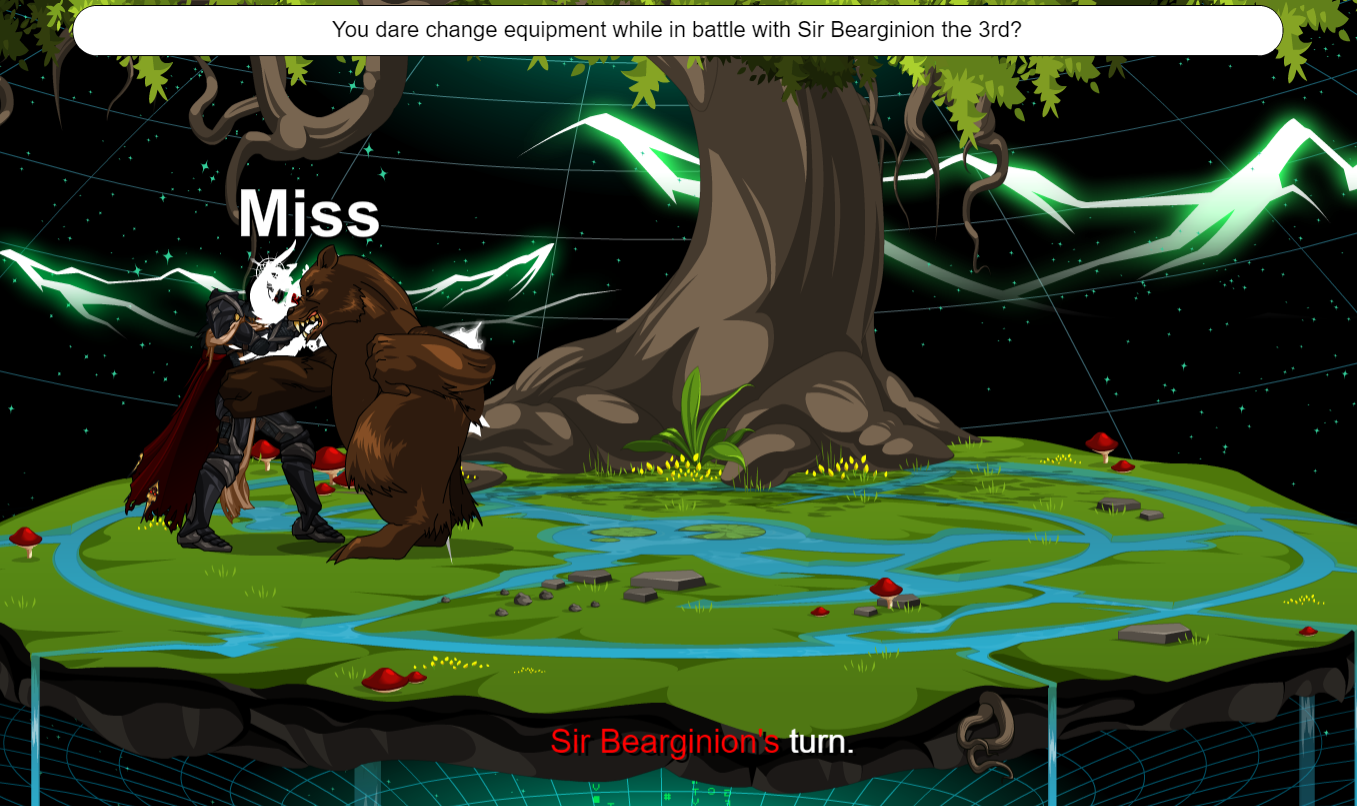 You dare change equipment while in battle with Sir Bearginion the 3rd?
Miss
Sir Bearginion's turn.